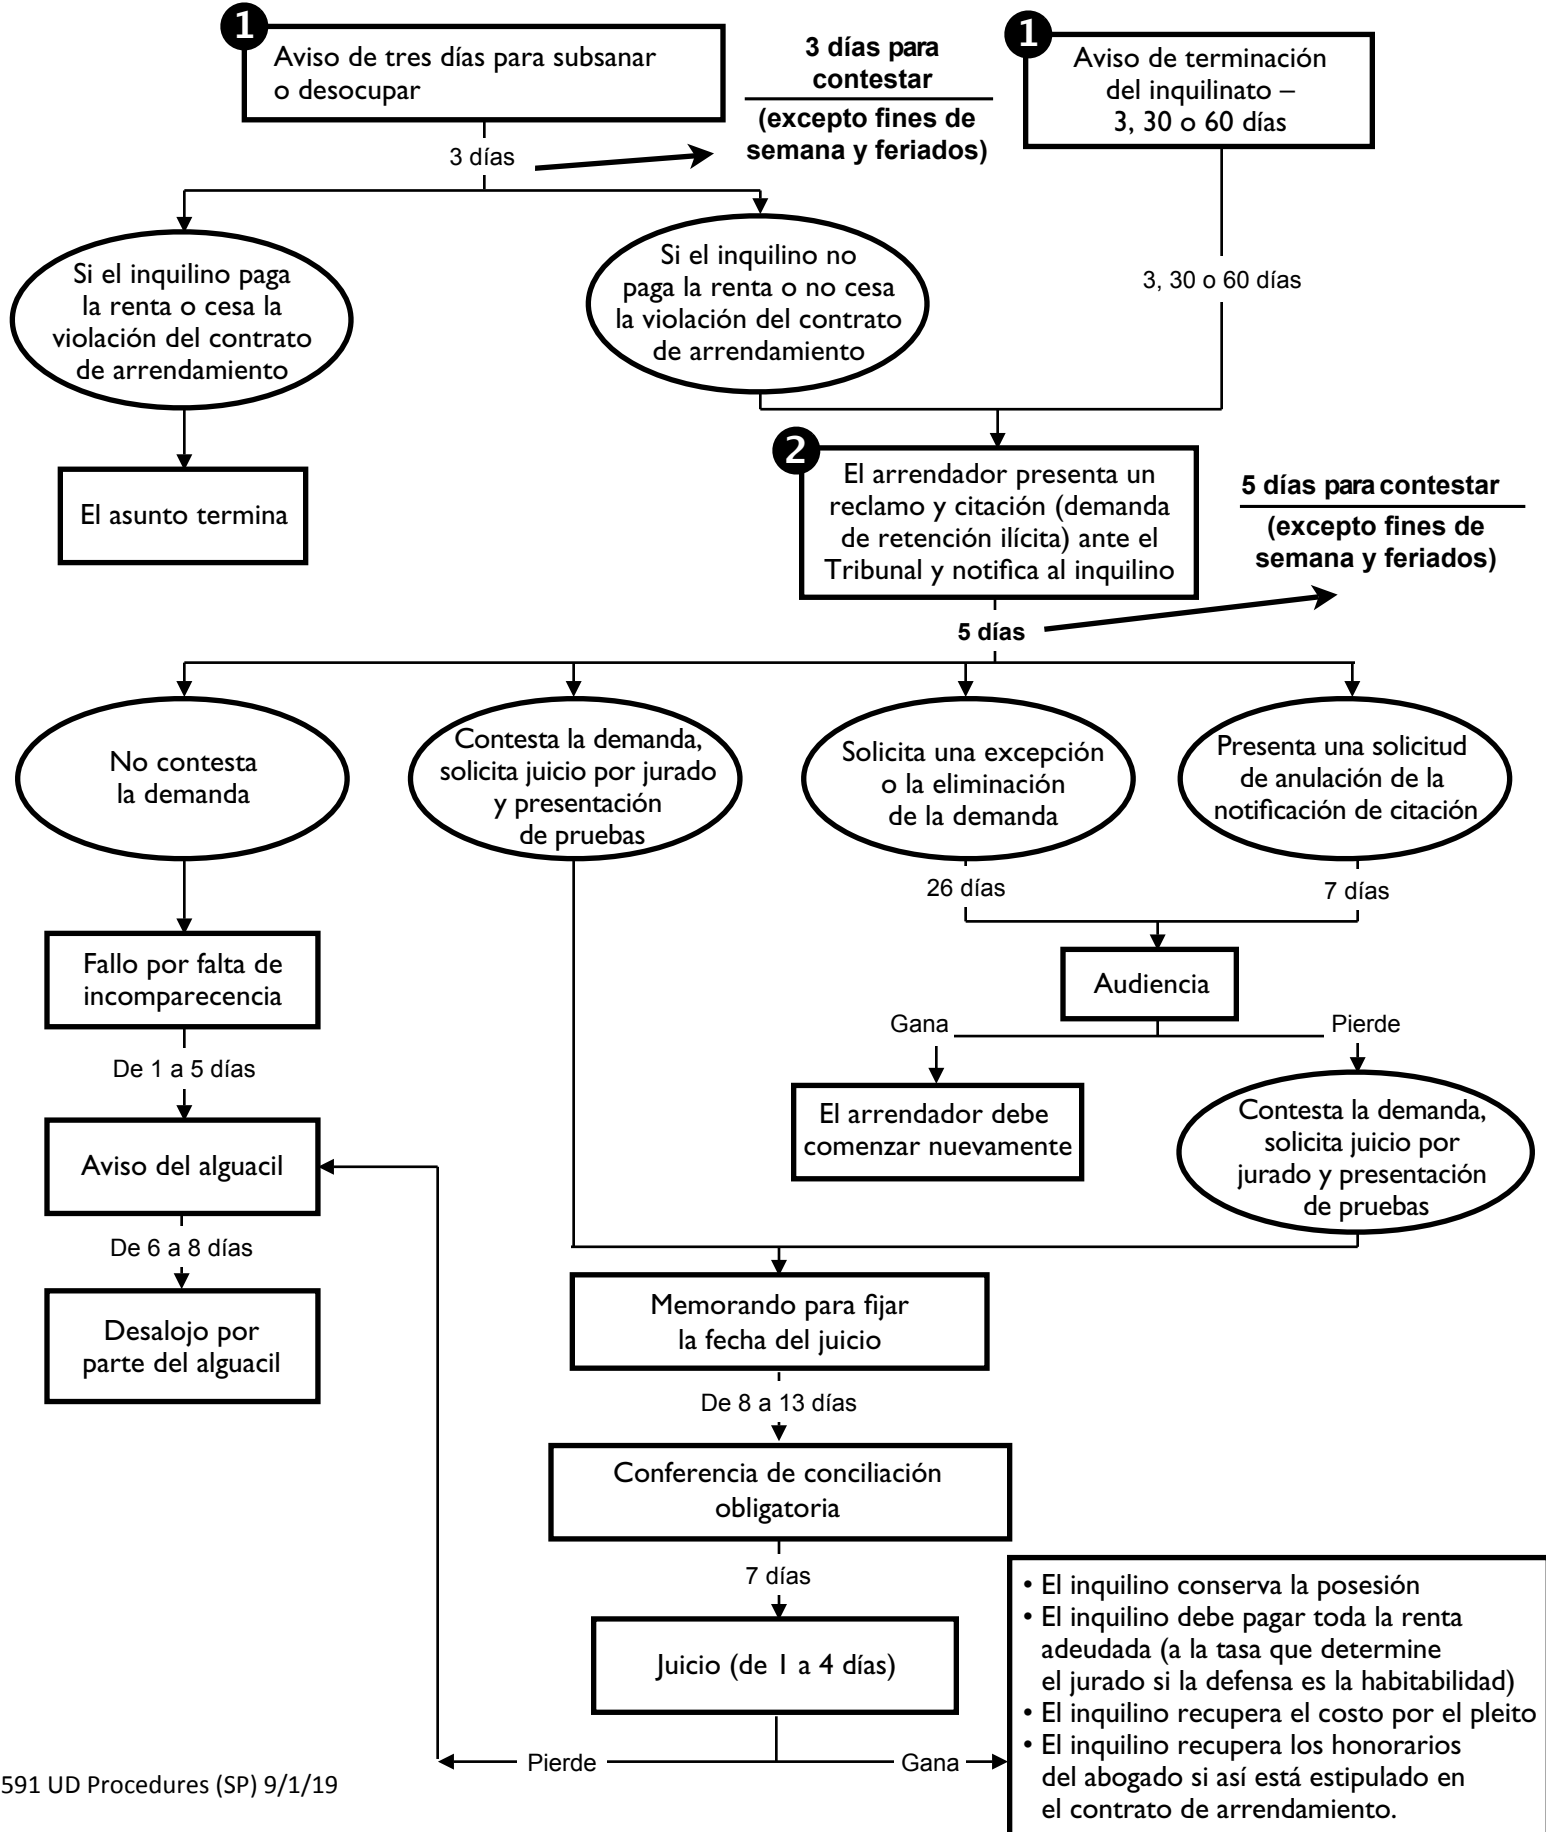 1
Aviso de tres días para subsanar
o desocupar
3 días para
contestar
(excepto fines de
semana y feriados)
1
Aviso de terminación
del inquilinato –
3, 30 o 60 días
3 días
Si el inquilino paga
la renta o cesa la
violación del contrato
de arrendamiento
Si el inquilino no
paga la renta o no cesa
la violación del contrato
de arrendamiento
3, 30 o 60 días
El asunto termina
2
El arrendador presenta un
reclamo y citación (demanda
de retención ilícita) ante el
Tribunal y notifica al inquilino
5 días para contestar
(excepto fines de
semana y feriados)
5 días
No contesta
la demanda
Contesta la demanda,
solicita juicio por jurado
y presentación
de pruebas
Solicita una excepción
o la eliminación
de la demanda
Presenta una solicitud
de anulación de la
notificación de citación
26 días
7 días
Fallo por falta de
incomparecencia
Audiencia
Gana
Pierde
De 1 a 5 días
El arrendador debe
comenzar nuevamente
Contesta la demanda,
solicita juicio por
jurado y presentación
de pruebas
Aviso del alguacil
De 6 a 8 días
Desalojo por
parte del alguacil
Memorando para fijar
la fecha del juicio
De 8 a 13 días
Conferencia de conciliación
obligatoria
7 días
Juicio (de 1 a 4 días)
Pierde
Gana
• El inquilino conserva la posesión
• El inquilino debe pagar toda la renta
adeudada (a la tasa que determine
el jurado si la defensa es la habitabilidad)
• El inquilino recupera el costo por el pleito
• El inquilino recupera los honorarios
del abogado si así está estipulado en
el contrato de arrendamiento.
591 UD Procedures (SP) 9/1/19